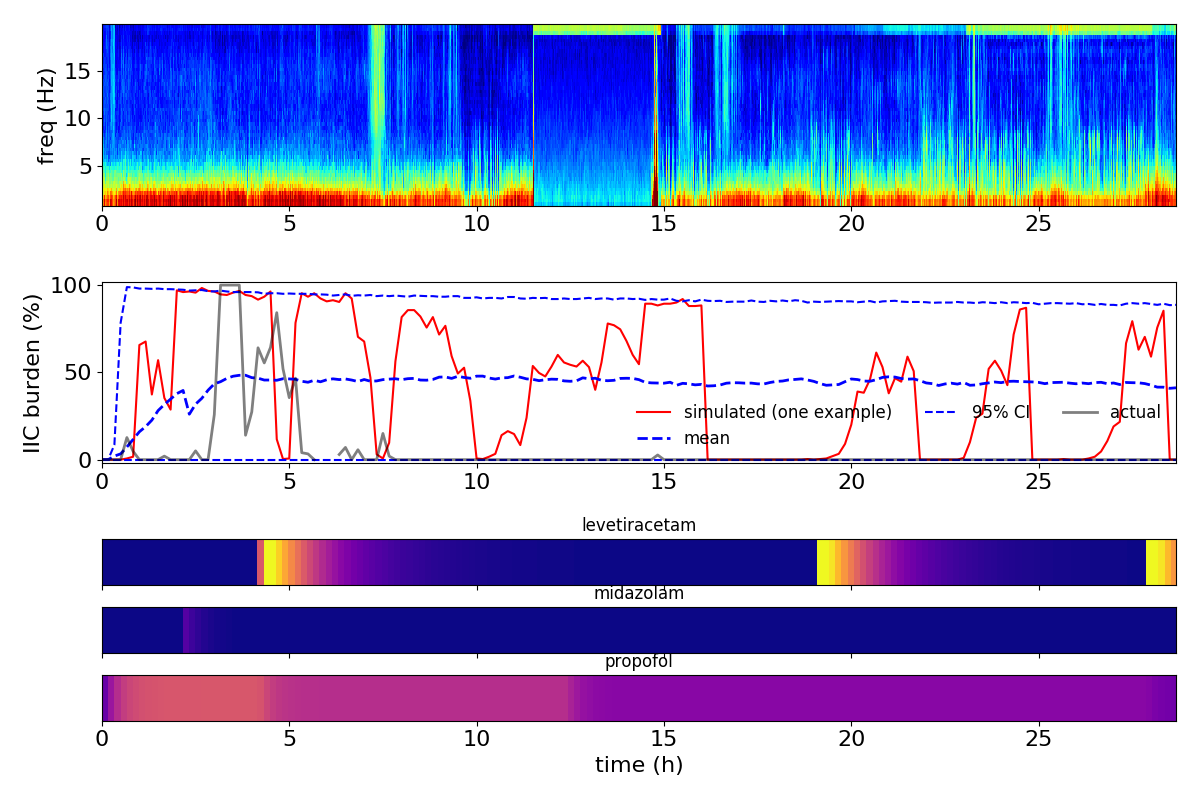 15
10
5
freq (Hz)
0 5 10 15 20 25
100
50
0
IIC burden (%)
simulated (one example) 95% CI actual
mean
0 5 10 15 20 25
levetiracetam
midazolam
propofol
0 5 10 15 20 25
time (h)